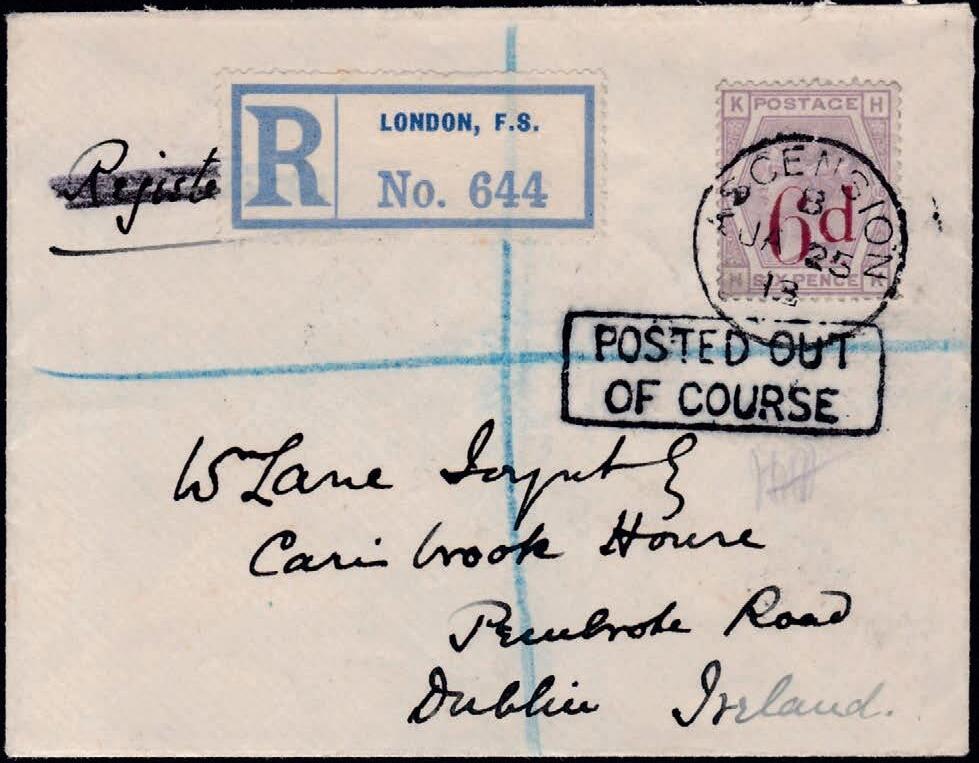 Registe
R
LONDON, F.S.
No. 644
K POSTAGE H
6d
H SIX PENCE K
ASCENSION
B
JA 25
13
POSTED OUT
OF COURSE
Wm Lane Joynt Esq
Carisbrook House
Pembroke Road
Dublin Ireland.